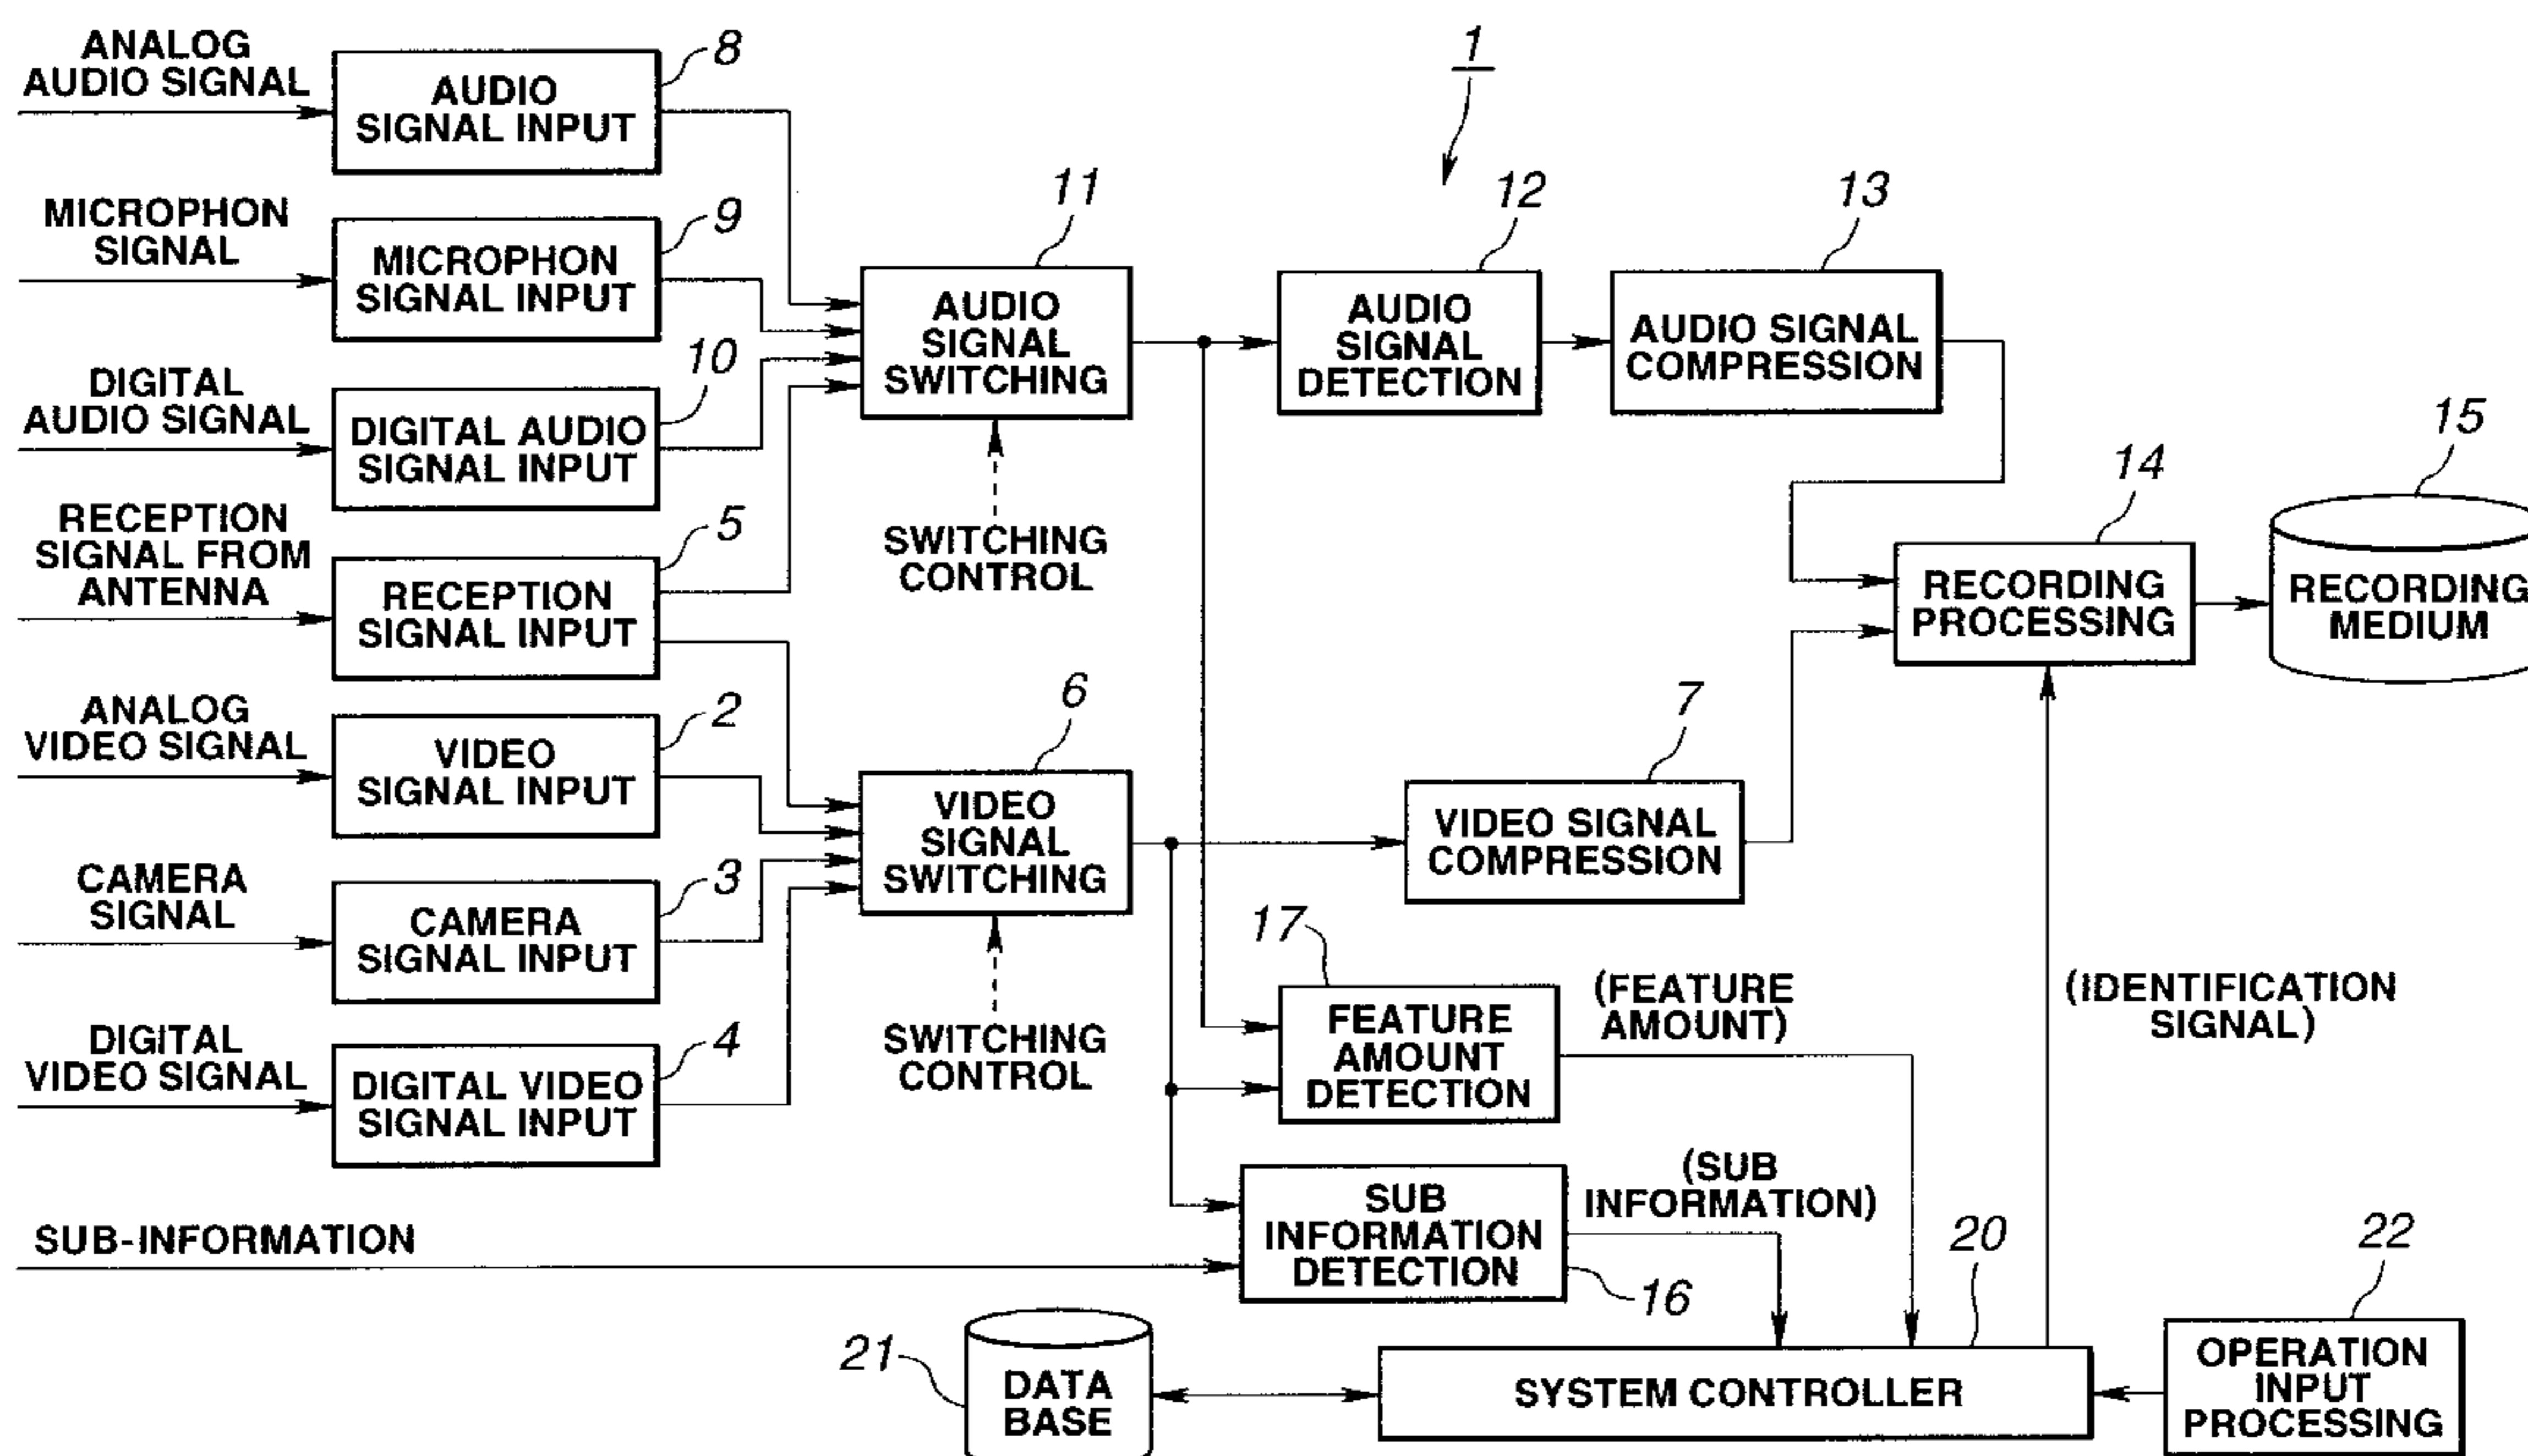 ANALOG
AUDIO SIGNAL
AUDIO
SIGNAL INPUT
8
1
MICROPHON
SIGNAL
MICROPHON
SIGNAL INPUT
9
11
AUDIO
SIGNAL
SWITCHING
12
AUDIO
SIGNAL
DETECTION
13
AUDIO SIGNAL
COMPRESSION
DIGITAL
AUDIO SIGNAL
DIGITAL AUDIO
SIGNAL INPUT
10
SWITCHING
CONTROL
RECEPTION
SIGNAL FROM
ANTENNA
RECEPTION
SIGNAL INPUT
5
14
RECORDING
PROCESSING
15
RECORDING
MEDIUM
ANALOG
VIDEO SIGNAL
VIDEO
SIGNAL INPUT
2
6
VIDEO
SIGNAL
SWITCHING
7
VIDEO SIGNAL
COMPRESSION
CAMERA
SIGNAL
CAMERA
SIGNAL INPUT
3
SWITCHING
CONTROL
17
FEATURE
AMOUNT
DETECTION
(FEATURE
AMOUNT)
(IDENTIFICATION
SIGNAL)
DIGITAL
VIDEO SIGNAL
DIGITAL VIDEO
SIGNAL INPUT
4
SUB-INFORMATION
SUB
INFORMATION
DETECTION
16
(SUB
INFORMATION)
20
SYSTEM CONTROLLER
21
DATA
BASE
22
OPERATION
INPUT
PROCESSING